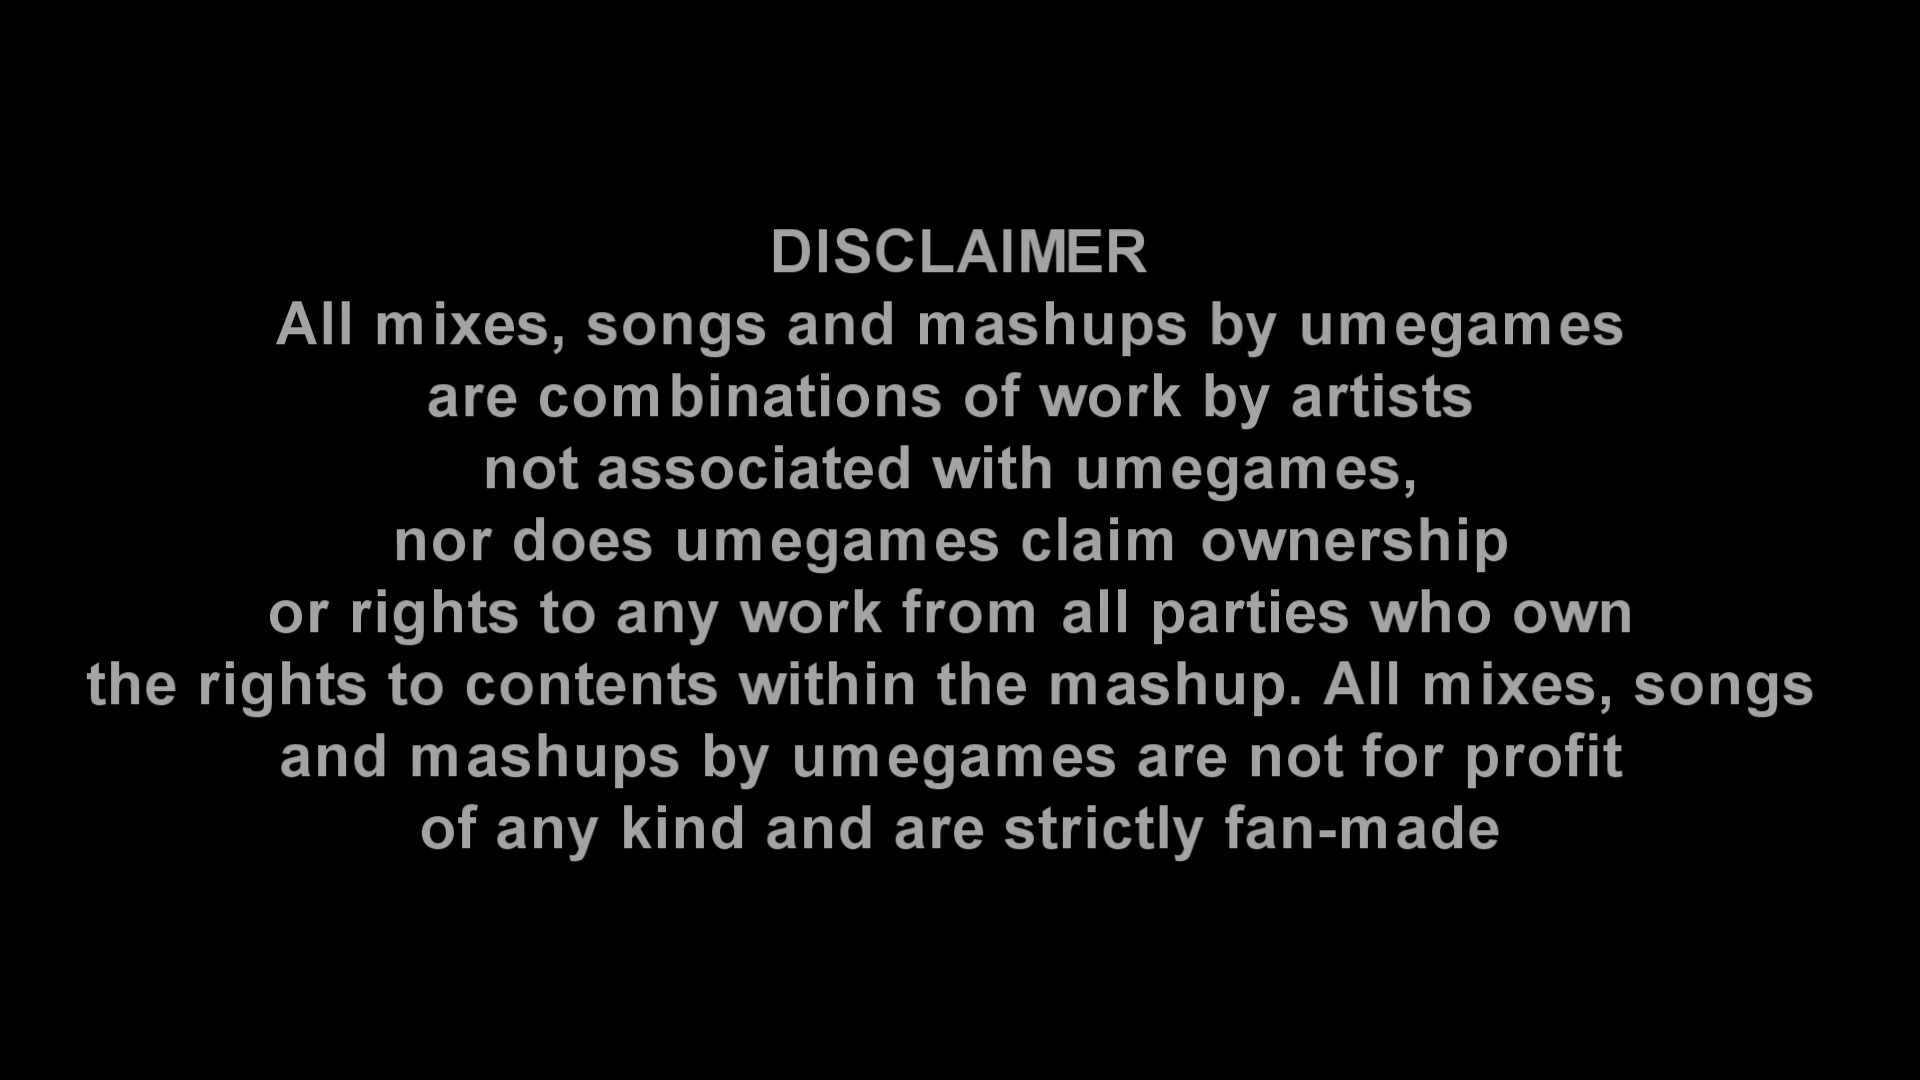 DISCLAIMER
All mixes, songs and mashups by umegames
are combinations of work by artists
not associated with umegames,
nor does umegames claim ownership
or rights to any work from all parties who own
the rights to contents within the mashup. All mixes, songs
and mashups by umegames are not for profit
of any kind and are strictly fan-made